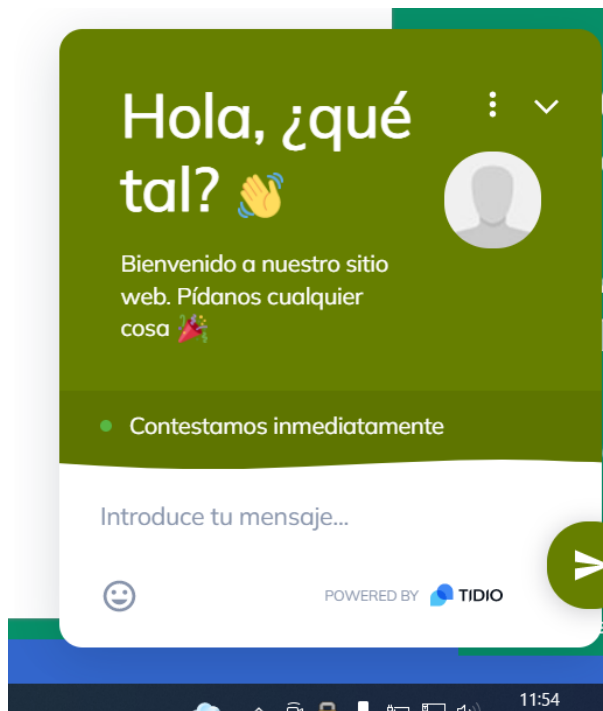 Hola, ¿qué
tal? 👋
Bienvenido a nuestro sitio
web. Pídanos cualquier
cosa 🎉
Contestamos inmediatamente
Introduce tu mensaje...
POWERED BY TIDIO
11:54